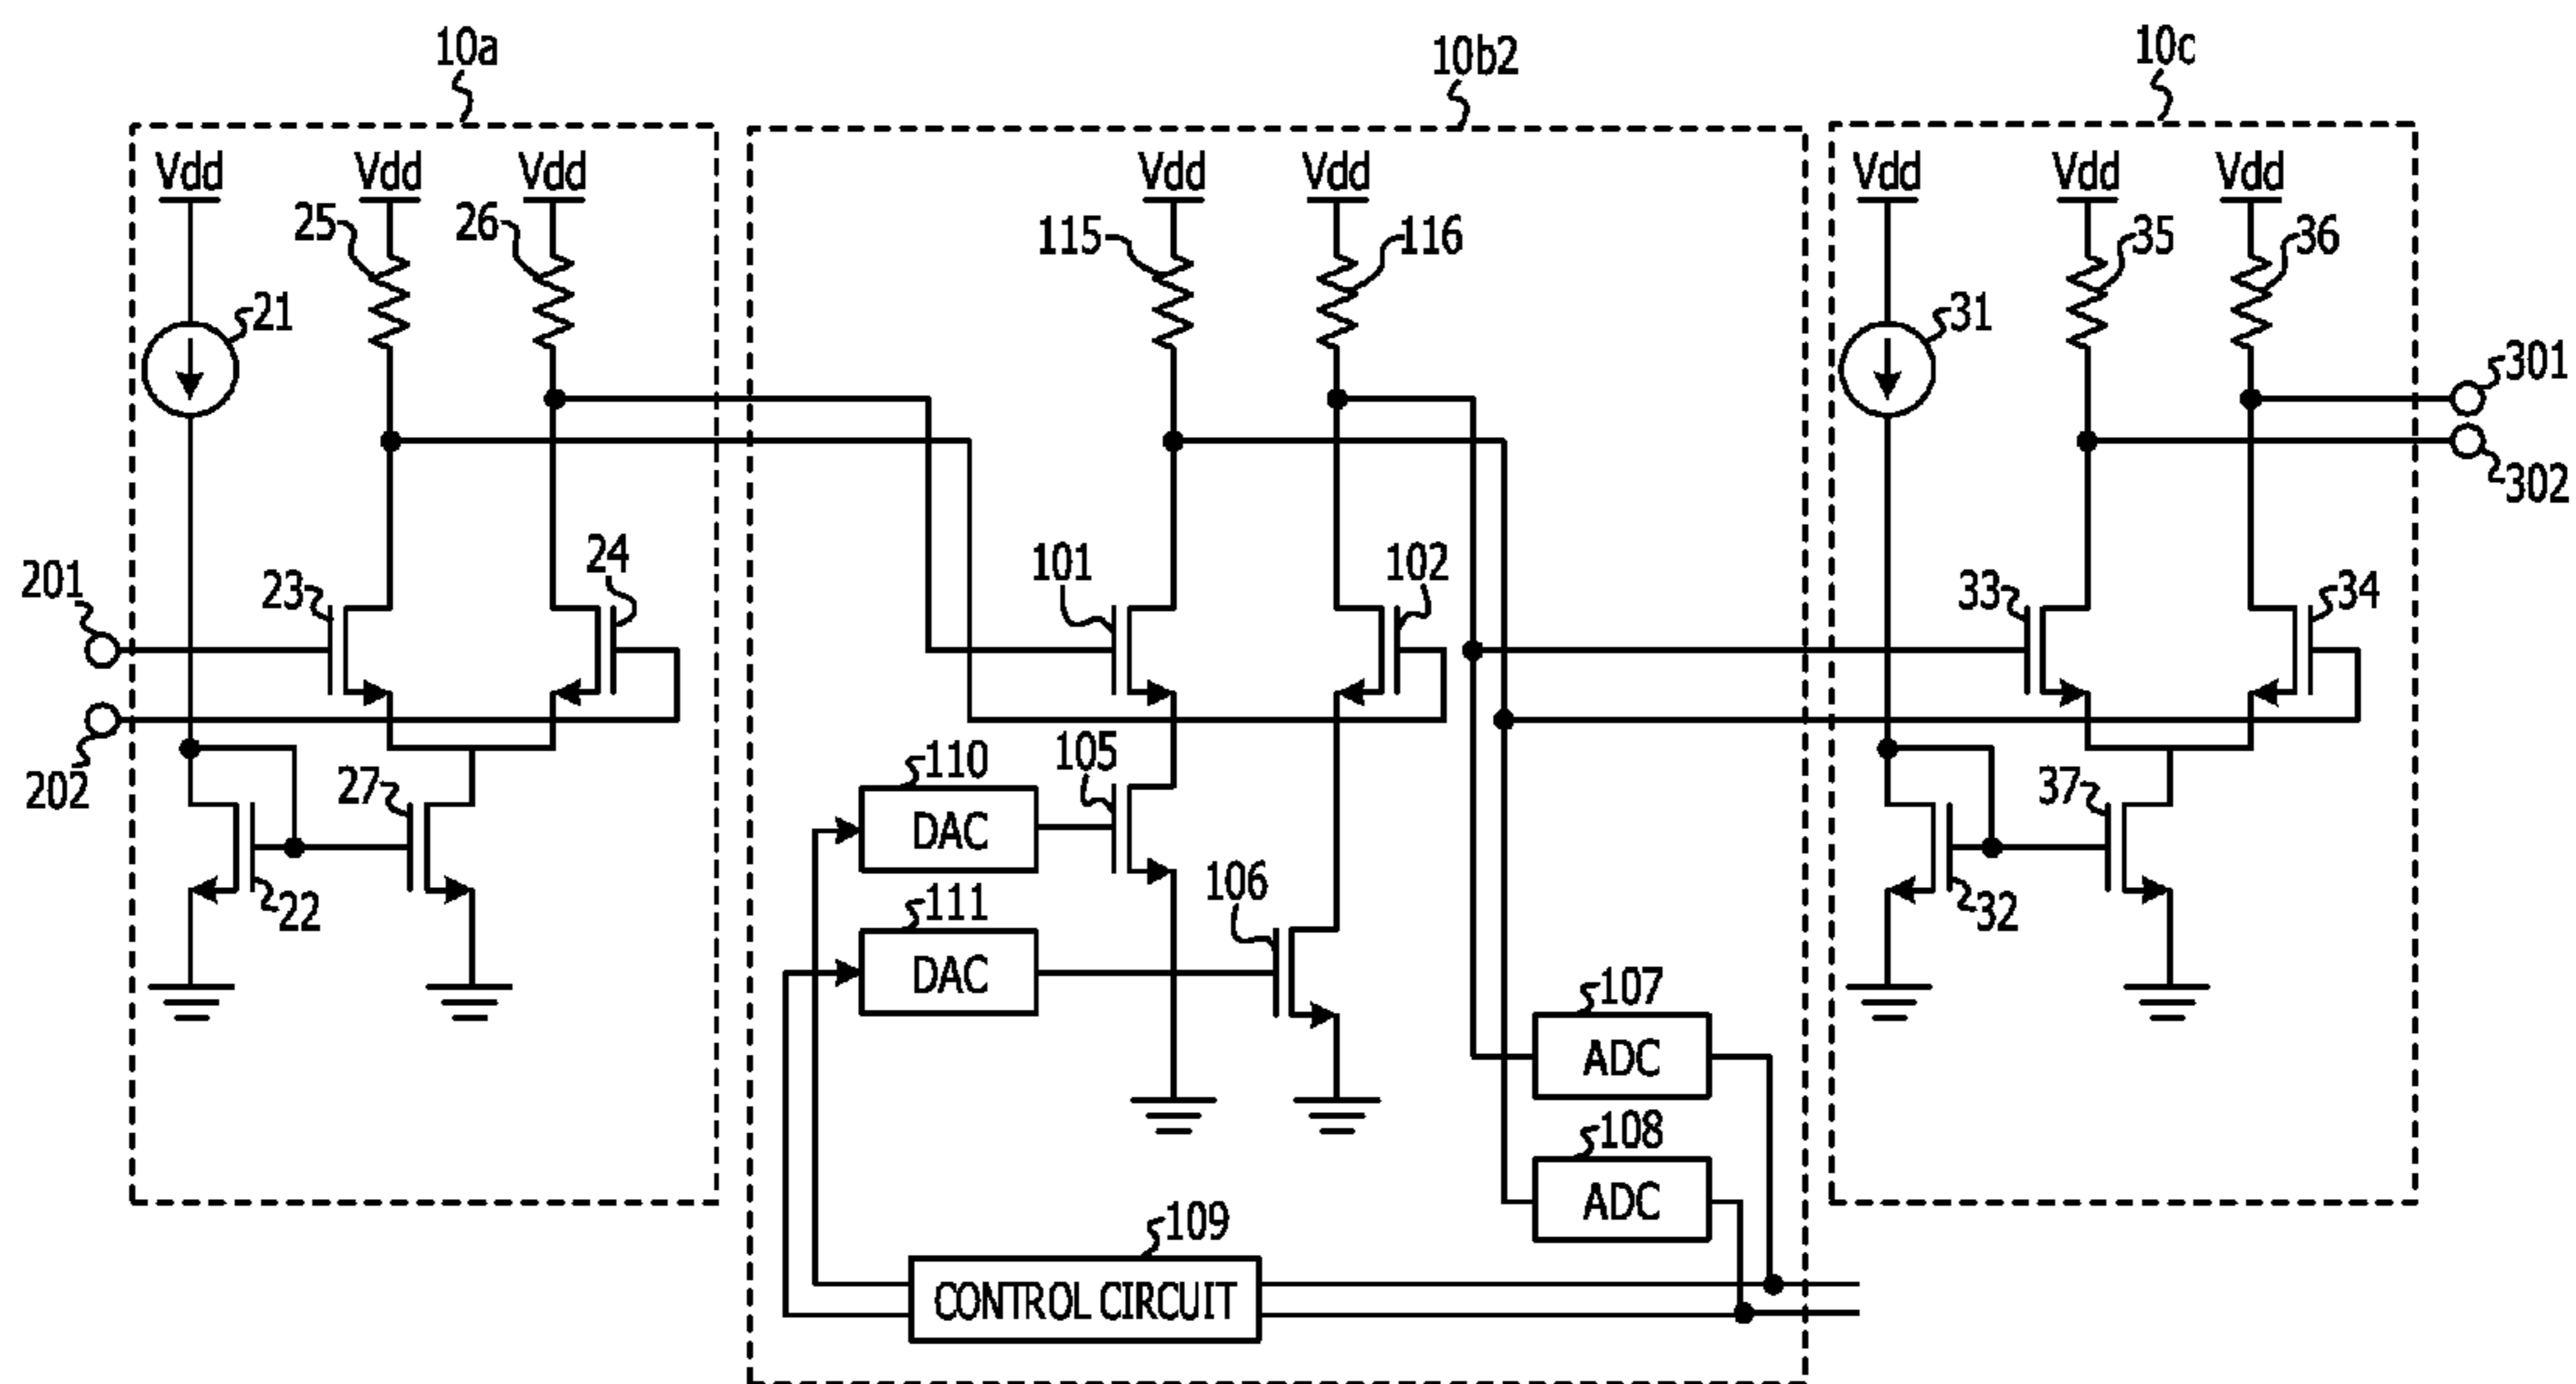 10a
10b2
10c
Vdd
Vdd
Vdd
Vdd
Vdd
Vdd
Vdd
Vdd
25
26
115
116
35
36
21
31
301
302
201
23
24
101
102
33
34
202
27
110
105
37
DAC
22
111
106
32
DAC
107
ADC
108
ADC
109
CONTROL CIRCUIT